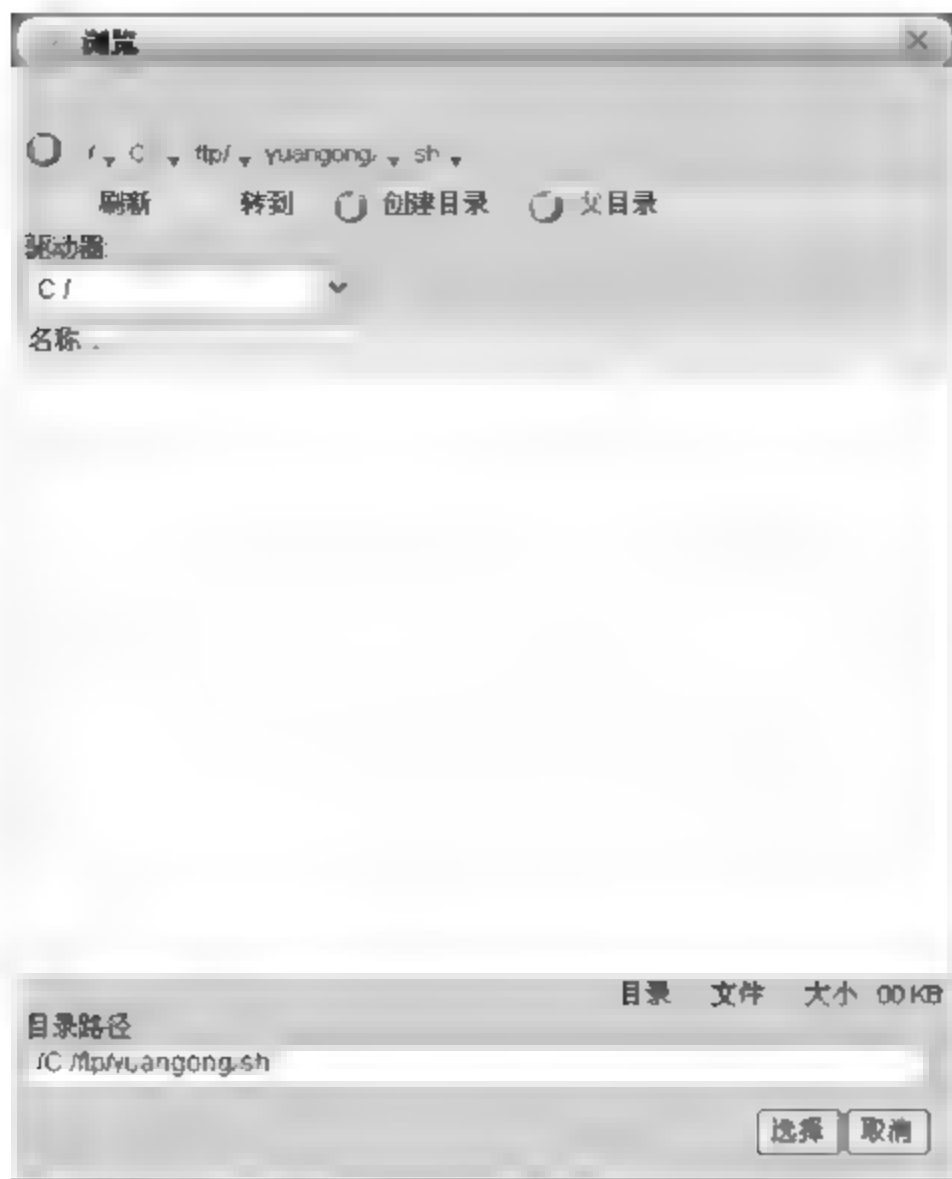 浏览
/ C ftp/ yuangong/ sh
刷新 转到 创建目录 父目录
驱动器:
C /
名称
目录 文件 大小 00 KB
目录路径
/C /ftp/yuangong/sh
选择 取消